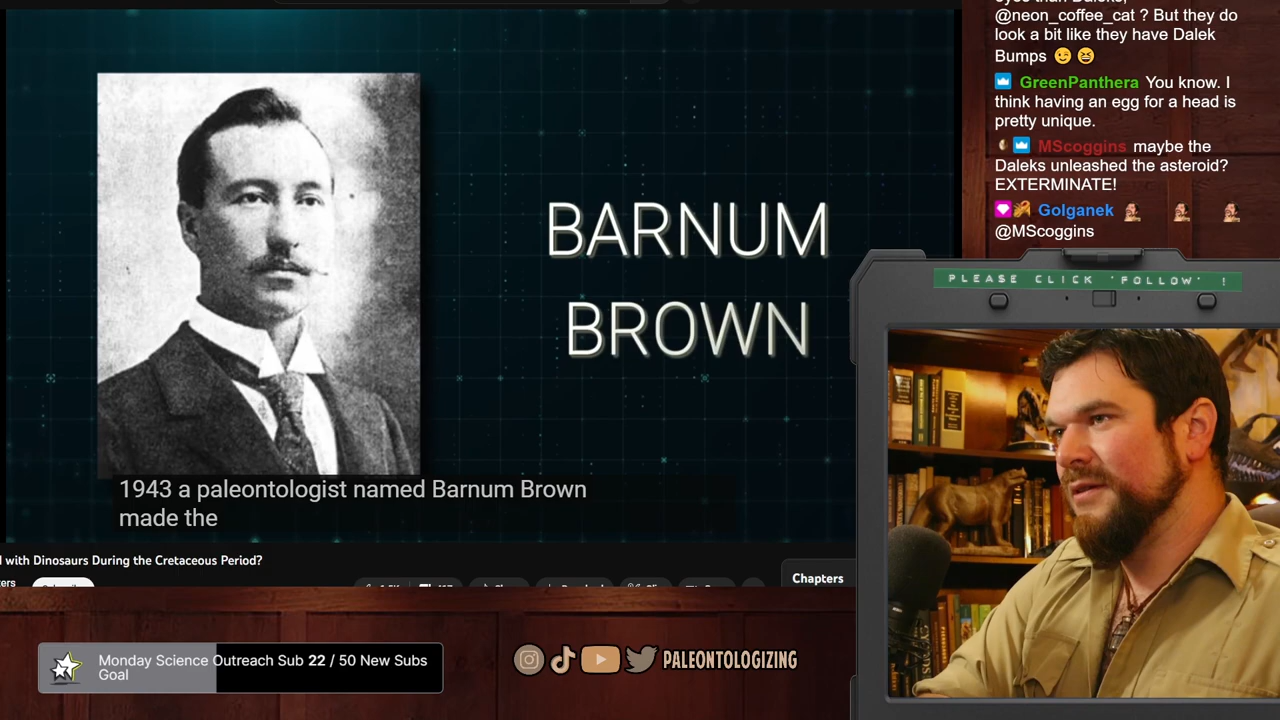 @neon_coffee_cat ? But they do
look a bit like they have Dalek
Bumps 😉 😆
GreenPanthera You know. I
think having an egg for a head is
pretty unique.
MScoggins maybe the
Daleks unleashed the asteroid?
EXTERMINATE!
Golganek
@MScoggins
BARNUM
BROWN
1943 a paleontologist named Barnum Brown
made the
with Dinosaurs During the Cretaceous Period?
Chapters
PLEASE CLICK "FOLLOW" !
Monday Science Outreach Sub 22 / 50 New Subs
Goal
PALEONTOLOGIZING